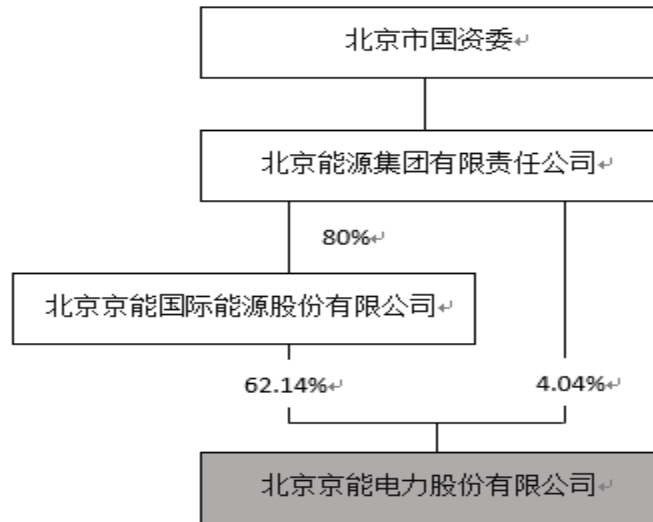 北京市国资委
北京能源集团有限责任公司
80%
北京京能国际能源股份有限公司
62.14%
4.04%
北京京能电力股份有限公司